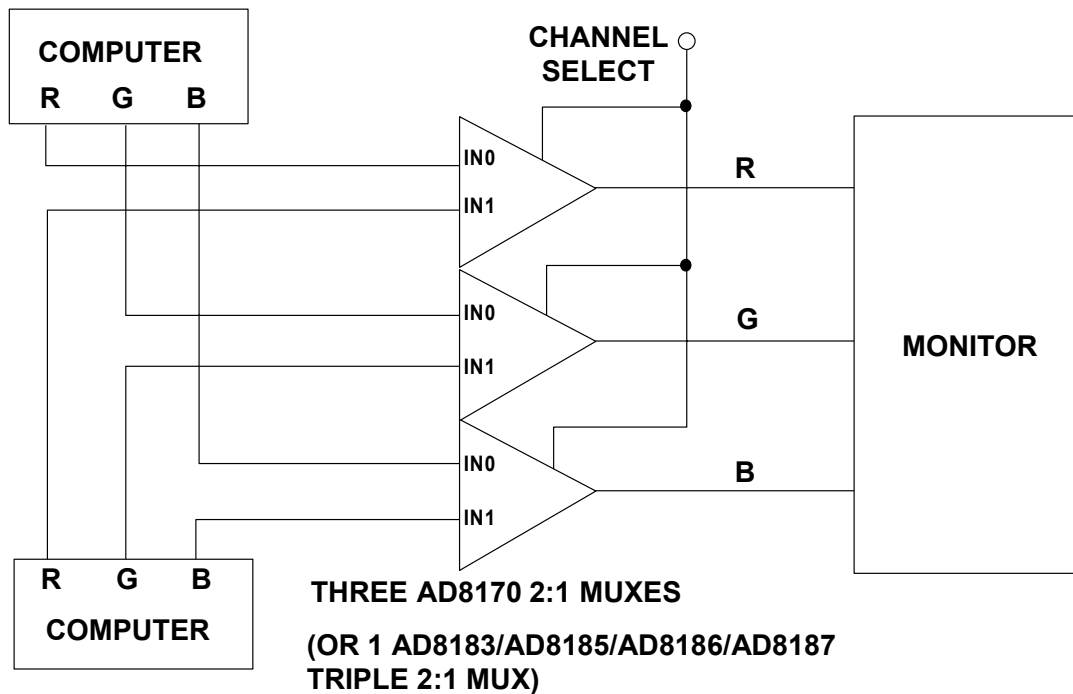 COMPUTER
R G B
CHANNEL
SELECT
IN0
IN1
R
IN0
IN1
G
MONITOR
IN0
IN1
B
R G B
COMPUTER
THREE AD8170 2:1 MUXES
(OR 1 AD8183/AD8185/AD8186/AD8187
TRIPLE 2:1 MUX)